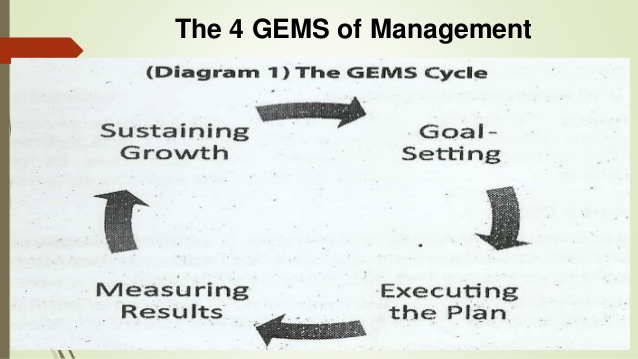 The 4 GEMS of Management
(Diagram 1) The GEMS Cycle
Sustaining
Growth
Goal-
Setting
Executing
the Plan
Measuring
Results